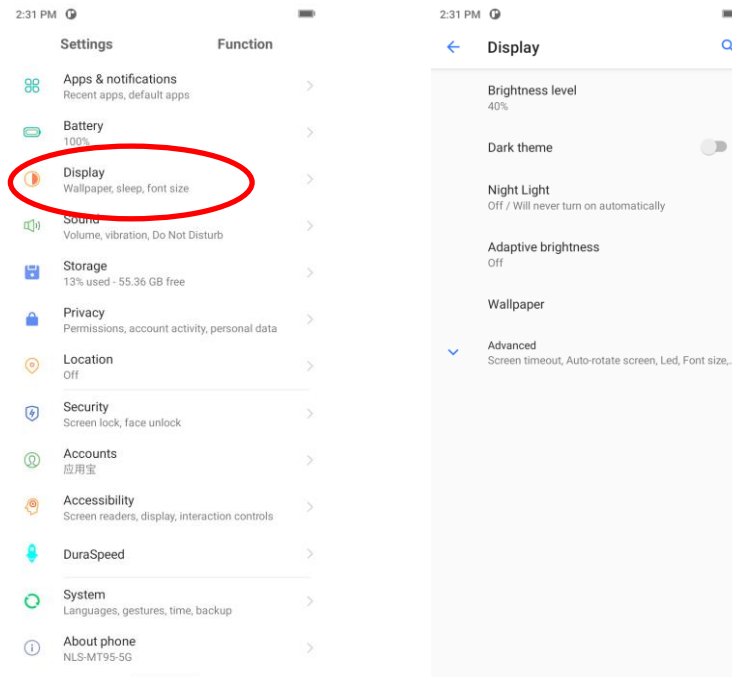 2:31 PM
Settings Function
Apps & notifications
Recent apps, default apps
Battery
100%
Display
Wallpaper, sleep, font size
Sound
Volume, vibration, Do Not Disturb
Storage
13% used - 55.36 GB free
Privacy
Permissions, account activity, personal data
Location
Off
Security
Screen lock, face unlock
Accounts
应用宝
Accessibility
Screen readers, display, interaction controls
DuraSpeed
System
Languages, gestures, time, backup
About phone
NLS-MT95-5G
2:31 PM
Display
Brightness level
40%
Dark theme
Night Light
Off / Will never turn on automatically
Adaptive brightness
Off
Wallpaper
Advanced
Screen timeout, Auto-rotate screen, Led, Font size,..